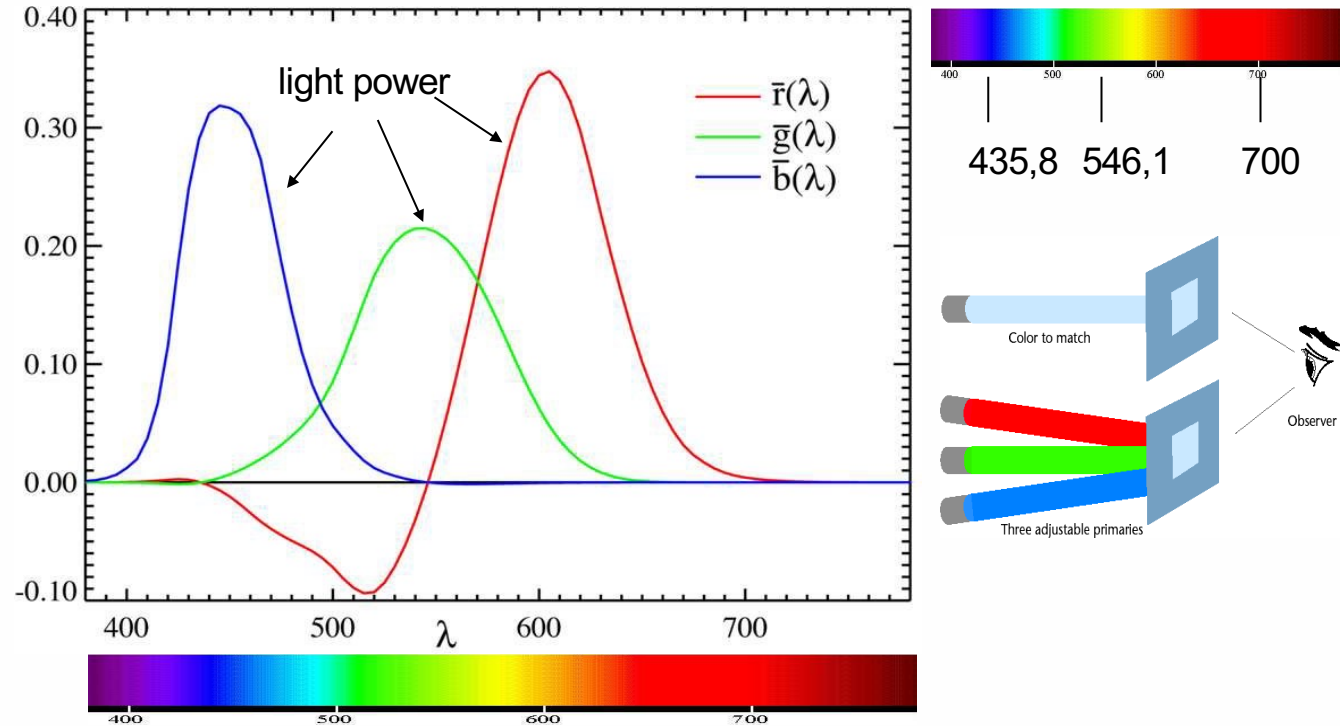 0.40
0.30
0.20
0.10
0.00
-0.10
light power
r̄(λ)
ḡ(λ)
b̄(λ)
400 500 λ 600 700
400 500 600 700
400 500 600 700
435,8 546,1 700
Color to match
Observer
Three adjustable primaries